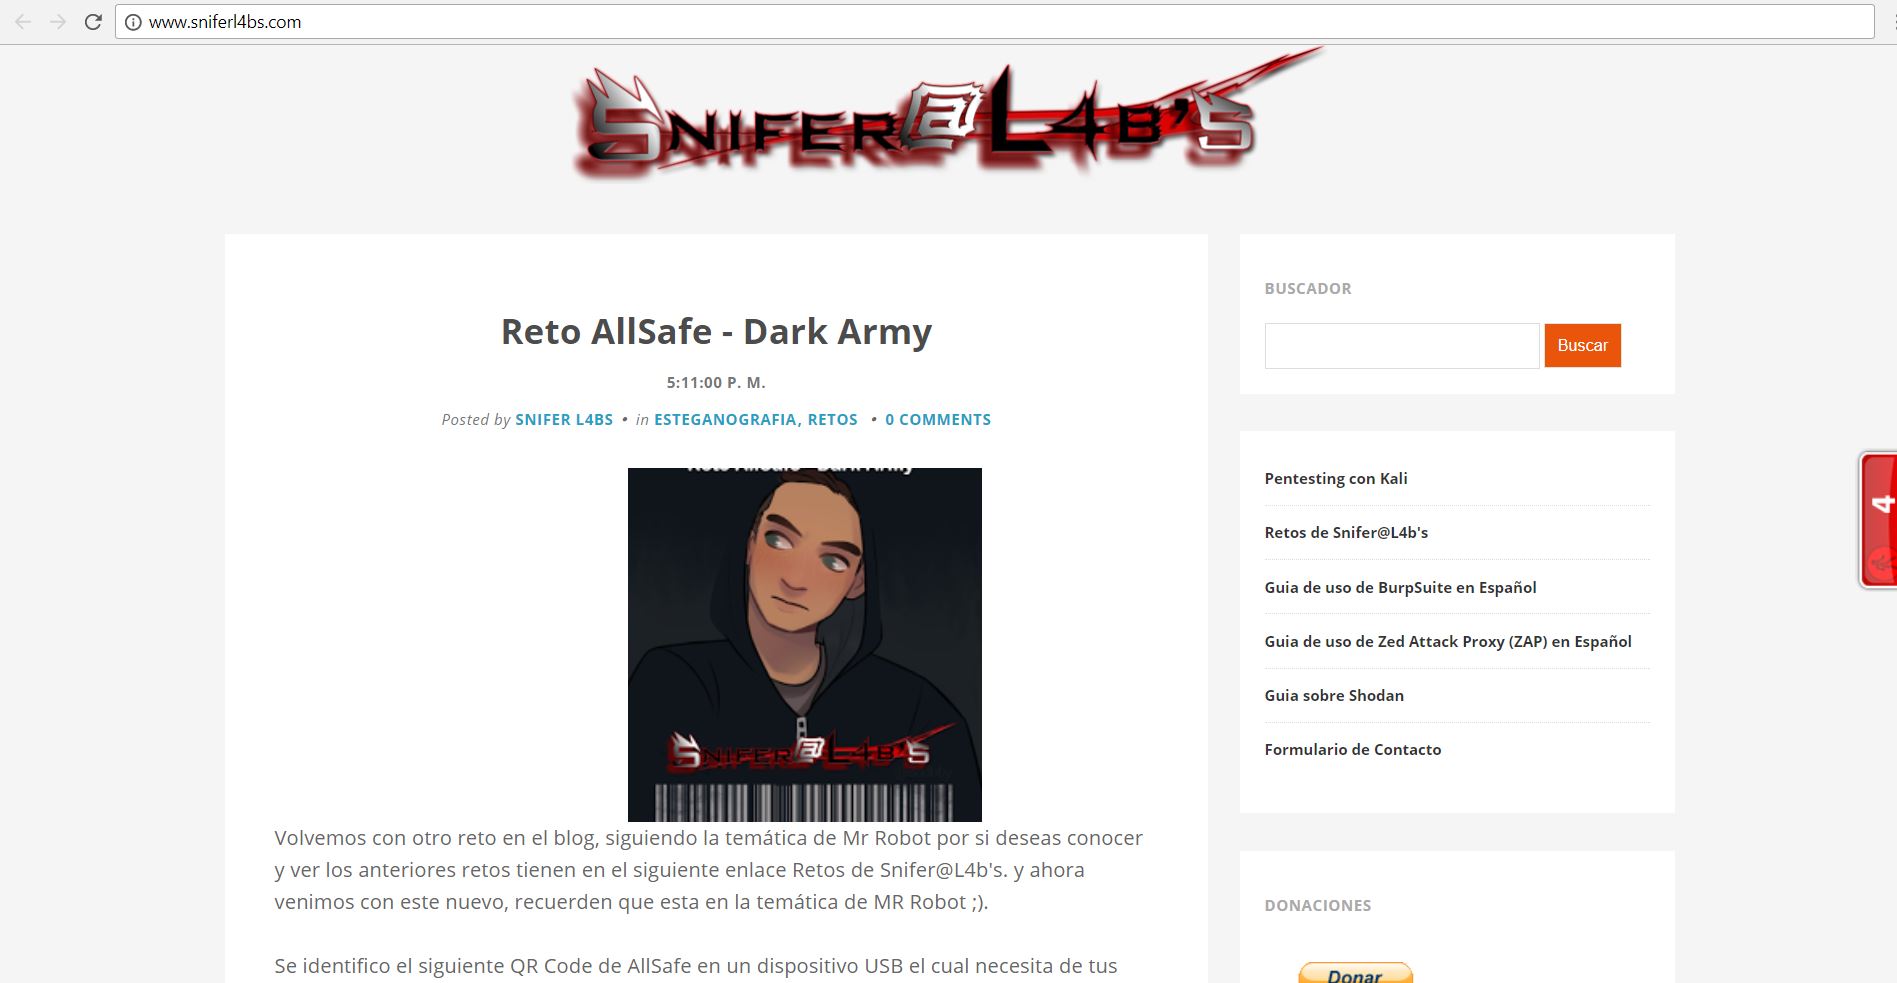 www.sniferl4bs.com
Snifer@L4b's
Reto AllSafe - Dark Army
5:11:00 P. M.
Posted by SNIFER L4BS • in ESTEGANOGRAFIA, RETOS • 0 COMMENTS
Reto AllSafe - Dark Army
Snifer@L4b's
Volvemos con otro reto en el blog, siguiendo la temática de Mr Robot por si deseas conocer
y ver los anteriores retos tienen en el siguiente enlace Retos de Snifer@L4b's. y ahora
venimos con este nuevo, recuerden que esta en la temática de MR Robot ;).
Se identifico el siguiente QR Code de AllSafe en un dispositivo USB el cual necesita de tus
BUSCADOR
Buscar
Pentesting con Kali
Retos de Snifer@L4b's
Guia de uso de BurpSuite en Español
Guia de uso de Zed Attack Proxy (ZAP) en Español
Guia sobre Shodan
Formulario de Contacto
DONACIONES
Donar
4